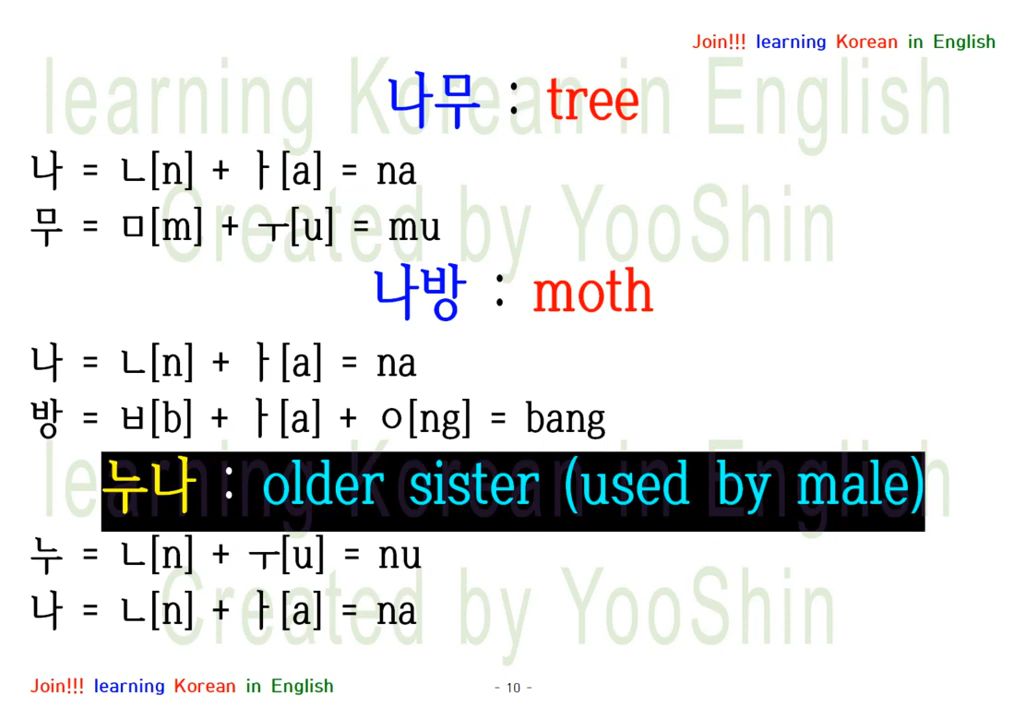 Join!!! learning Korean in English
learning Korean in English
나무 : tree
나 = ㄴ[n] + ㅏ[a] = na
Created by YooShin
무 = ㅁ[m] + ㅜ[u] = mu
나방 : moth
나 = ㄴ[n] + ㅏ[a] = na
방 = ㅂ[b] + ㅏ[a] + ㅇ[ng] = bang
learning Korean in English
누나 : older sister (used by male)
누 = ㄴ[n] + ㅜ[u] = nu
Created by YooShin
나 = ㄴ[n] + ㅏ[a] = na
Join!!! learning Korean in English
- 10 -